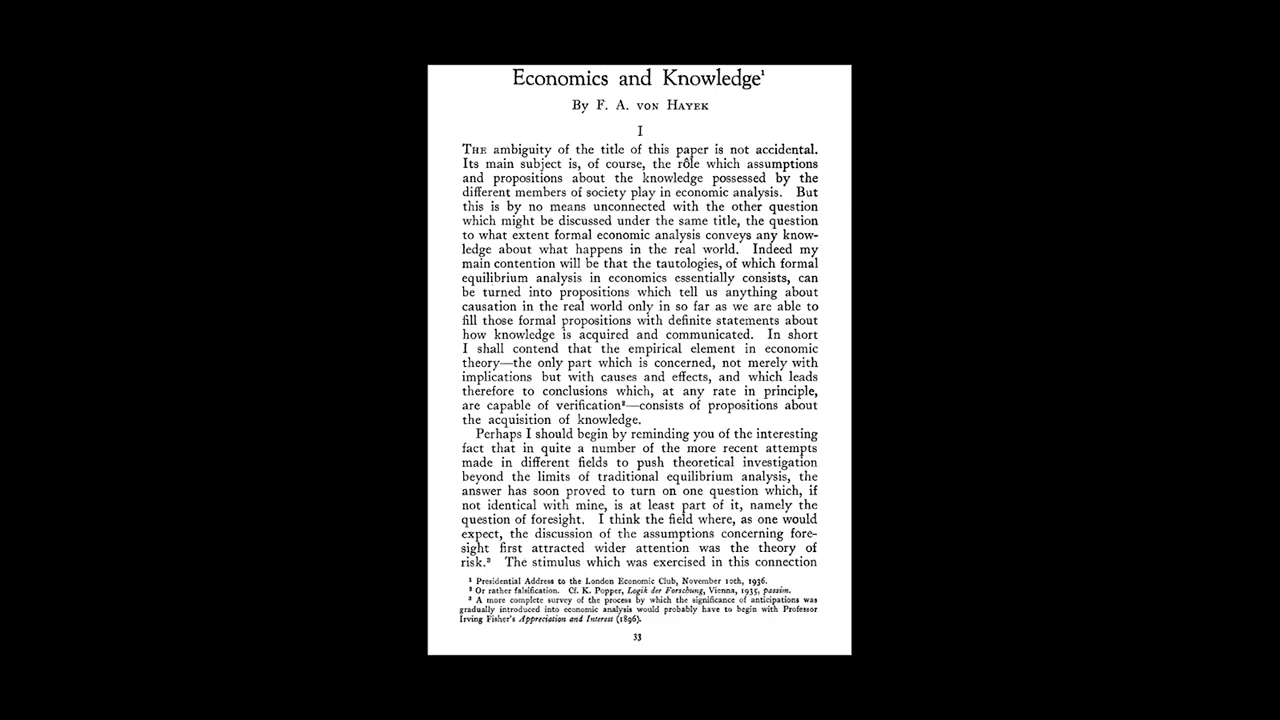 Economics and Knowledge¹
By F. A. von Hayek
I
The ambiguity of the title of this paper is not accidental.
Its main subject is, of course, the rôle which assumptions
and propositions about the knowledge possessed by the
different members of society play in economic analysis. But
this is by no means unconnected with the other question
which might be discussed under the same title, the question
to what extent formal economic analysis conveys any know-
ledge about what happens in the real world. Indeed my
main contention will be that the tautologies, of which formal
equilibrium analysis in economics essentially consists, can
be turned into propositions which tell us anything about
causation in the real world only in so far as we are able to
fill those formal propositions with definite statements about
how knowledge is acquired and communicated. In short
I shall contend that the empirical element in economic
theory—the only part which is concerned, not merely with
implications but with causes and effects, and which leads
therefore to conclusions which, at any rate in principle,
are capable of verification²—consists of propositions about
the acquisition of knowledge.
Perhaps I should begin by reminding you of the interesting
fact that in quite a number of the more recent attempts
made in different fields to push theoretical investigation
beyond the limits of traditional equilibrium analysis, the
answer has soon proved to turn on one question which, if
not identical with mine, is at least part of it, namely the
question of foresight. I think the field where, as one would
expect, the discussion of the assumptions concerning fore-
sight first attracted wider attention was the theory of
risk.³ The stimulus which was exercised in this connection
¹ Presidential Address to the London Economic Club, November 10th, 1936.
² Or rather falsification. Cf. K. Popper, Logik der Forschung, Vienna, 1935, passim.
³ A more complete survey of the process by which the significance of anticipations was
gradually introduced into economic analysis would probably have to begin with Professor
Irving Fisher's Appreciation and Interest (1896).
33